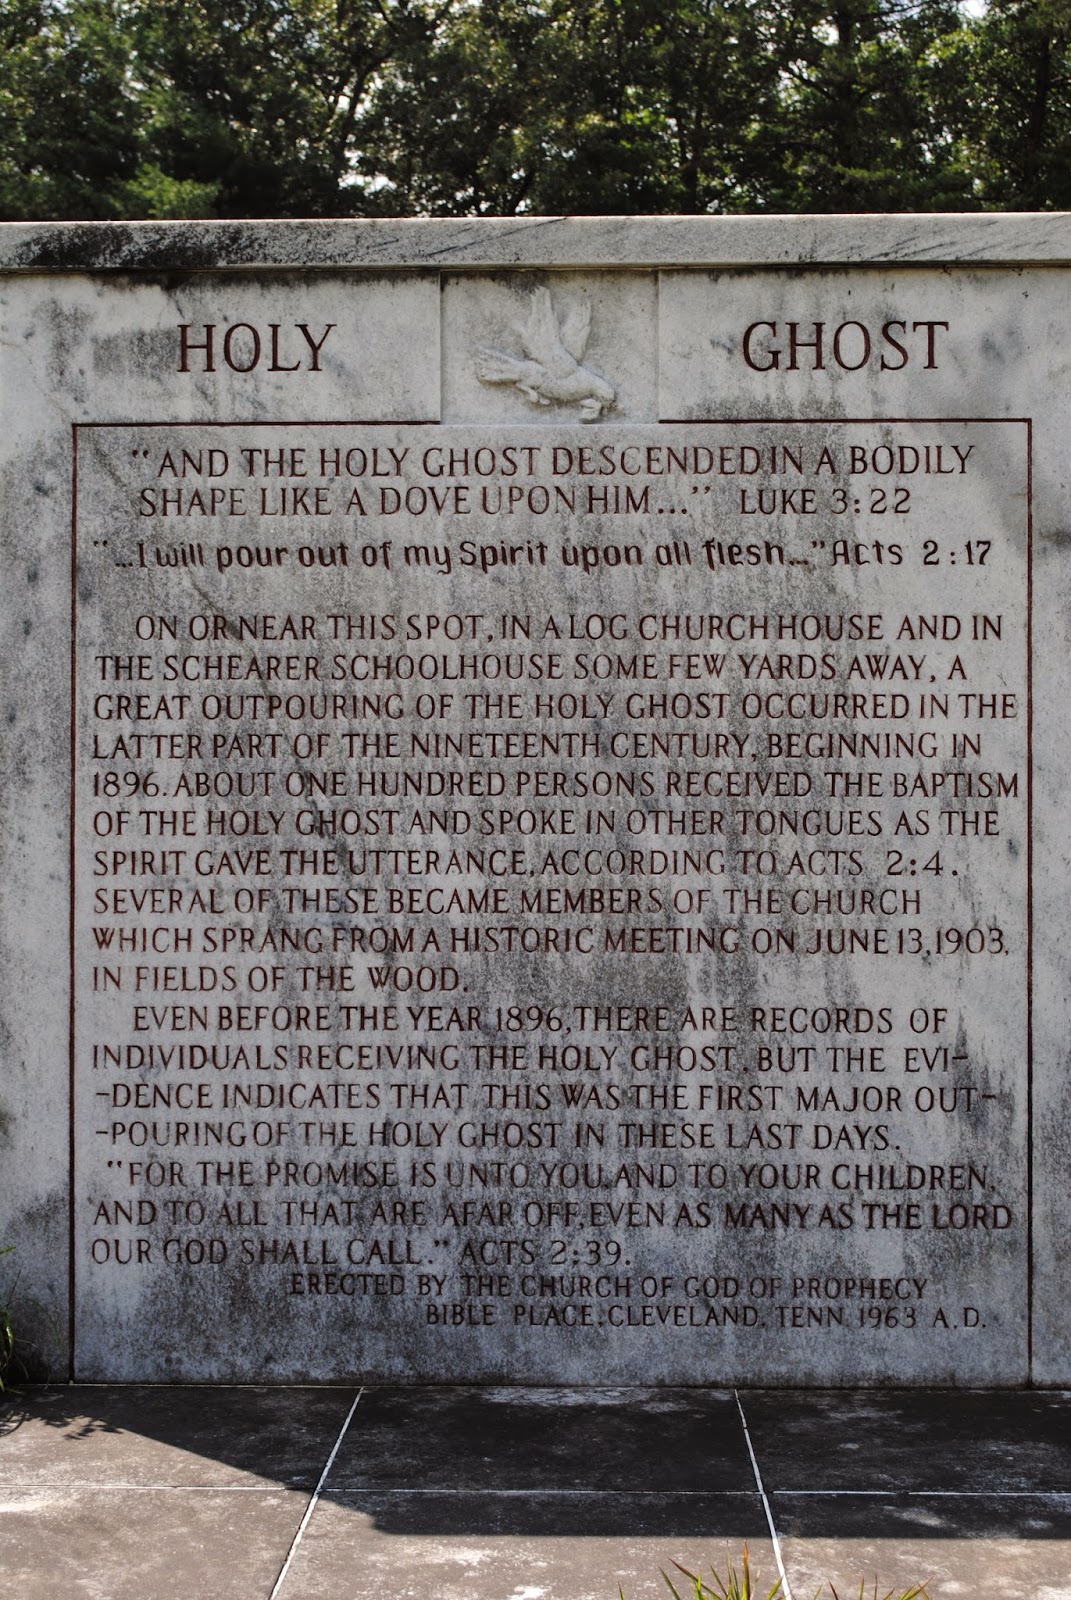 HOLY GHOST
"AND THE HOLY GHOST DESCENDED IN A BODILY
SHAPE LIKE A DOVE UPON HIM..." LUKE 3:22
"...I will pour out of my Spirit upon all flesh..." Acts 2:17
ON OR NEAR THIS SPOT, IN A LOG CHURCH HOUSE AND IN
THE SCHEARER SCHOOLHOUSE SOME FEW YARDS AWAY, A
GREAT OUTPOURING OF THE HOLY GHOST OCCURRED IN THE
LATTER PART OF THE NINETEENTH CENTURY, BEGINNING IN
1896. ABOUT ONE HUNDRED PERSONS RECEIVED THE BAPTISM
OF THE HOLY GHOST AND SPOKE IN OTHER TONGUES AS THE
SPIRIT GAVE THE UTTERANCE, ACCORDING TO ACTS 2:4.
SEVERAL OF THESE BECAME MEMBERS OF THE CHURCH
WHICH SPRANG FROM A HISTORIC MEETING ON JUNE 13, 1903,
IN FIELDS OF THE WOOD.
EVEN BEFORE THE YEAR 1896, THERE ARE RECORDS OF
INDIVIDUALS RECEIVING THE HOLY GHOST, BUT THE EVI-
-DENCE INDICATES THAT THIS WAS THE FIRST MAJOR OUT-
-POURING OF THE HOLY GHOST IN THESE LAST DAYS.
"FOR THE PROMISE IS UNTO YOU, AND TO YOUR CHILDREN,
AND TO ALL THAT ARE AFAR OFF, EVEN AS MANY AS THE LORD
OUR GOD SHALL CALL." ACTS 2:39.
ERECTED BY THE CHURCH OF GOD OF PROPHECY
BIBLE PLACE, CLEVELAND, TENN. 1963 A.D.